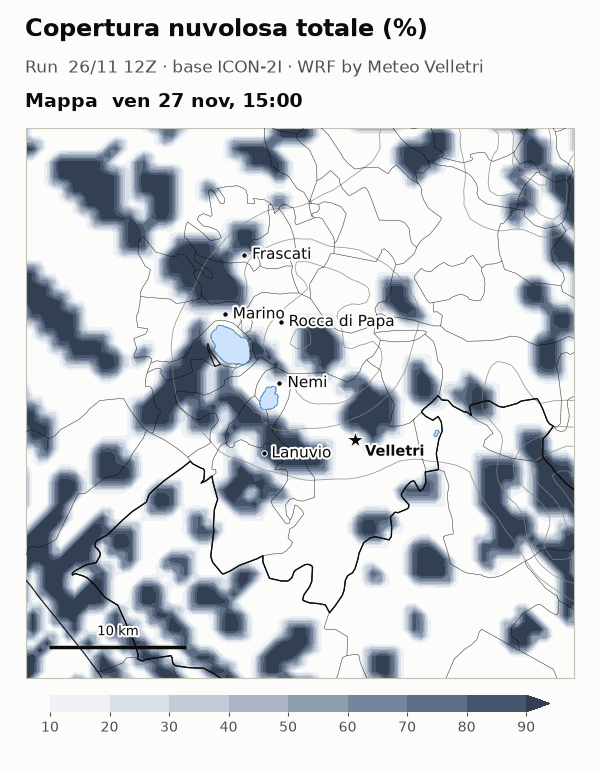 Copertura nuvolosa totale (%)
Run  26/11 12Z · base ICON-2I · WRF by Meteo Velletri
Mappa  ven 27 nov, 15:00
Frascati
Marino
Rocca di Papa
Nemi
Velletri
Lanuvio
10 km
10 20 30 40 50 60 70 80 90